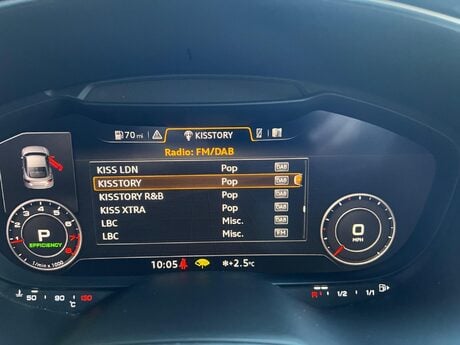 70 mi KISSTORY
Radio: FM/DAB
KISS LDN Pop DAB
KISSTORY Pop DAB
KISSTORY R&B Pop DAB
KISS XTRA Pop DAB
LBC Misc. DAB
LBC Misc. FM
P
EFFICIENCY
1/min x 1000
0
MPH
10:05 +2.5°C
50 90 130
°C
R 1/2 1/1